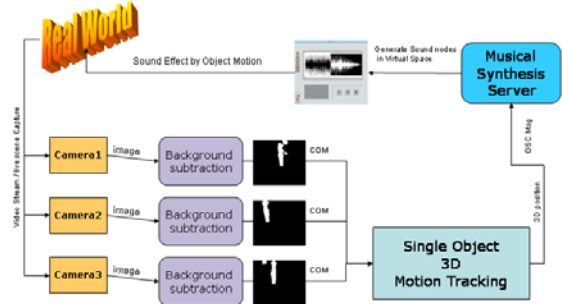 Real World
Sound Effect by Object Motion
Generate Sound nodes
in Virtual Space
Musical
Synthesis
Server
Video Stream / livescene Capture
Camera1
image
Background
subtraction
COM
OSC Msg
Camera2
image
Background
subtraction
COM
3D position
Single Object
3D
Motion Tracking
Camera3
image
Background
subtraction
COM